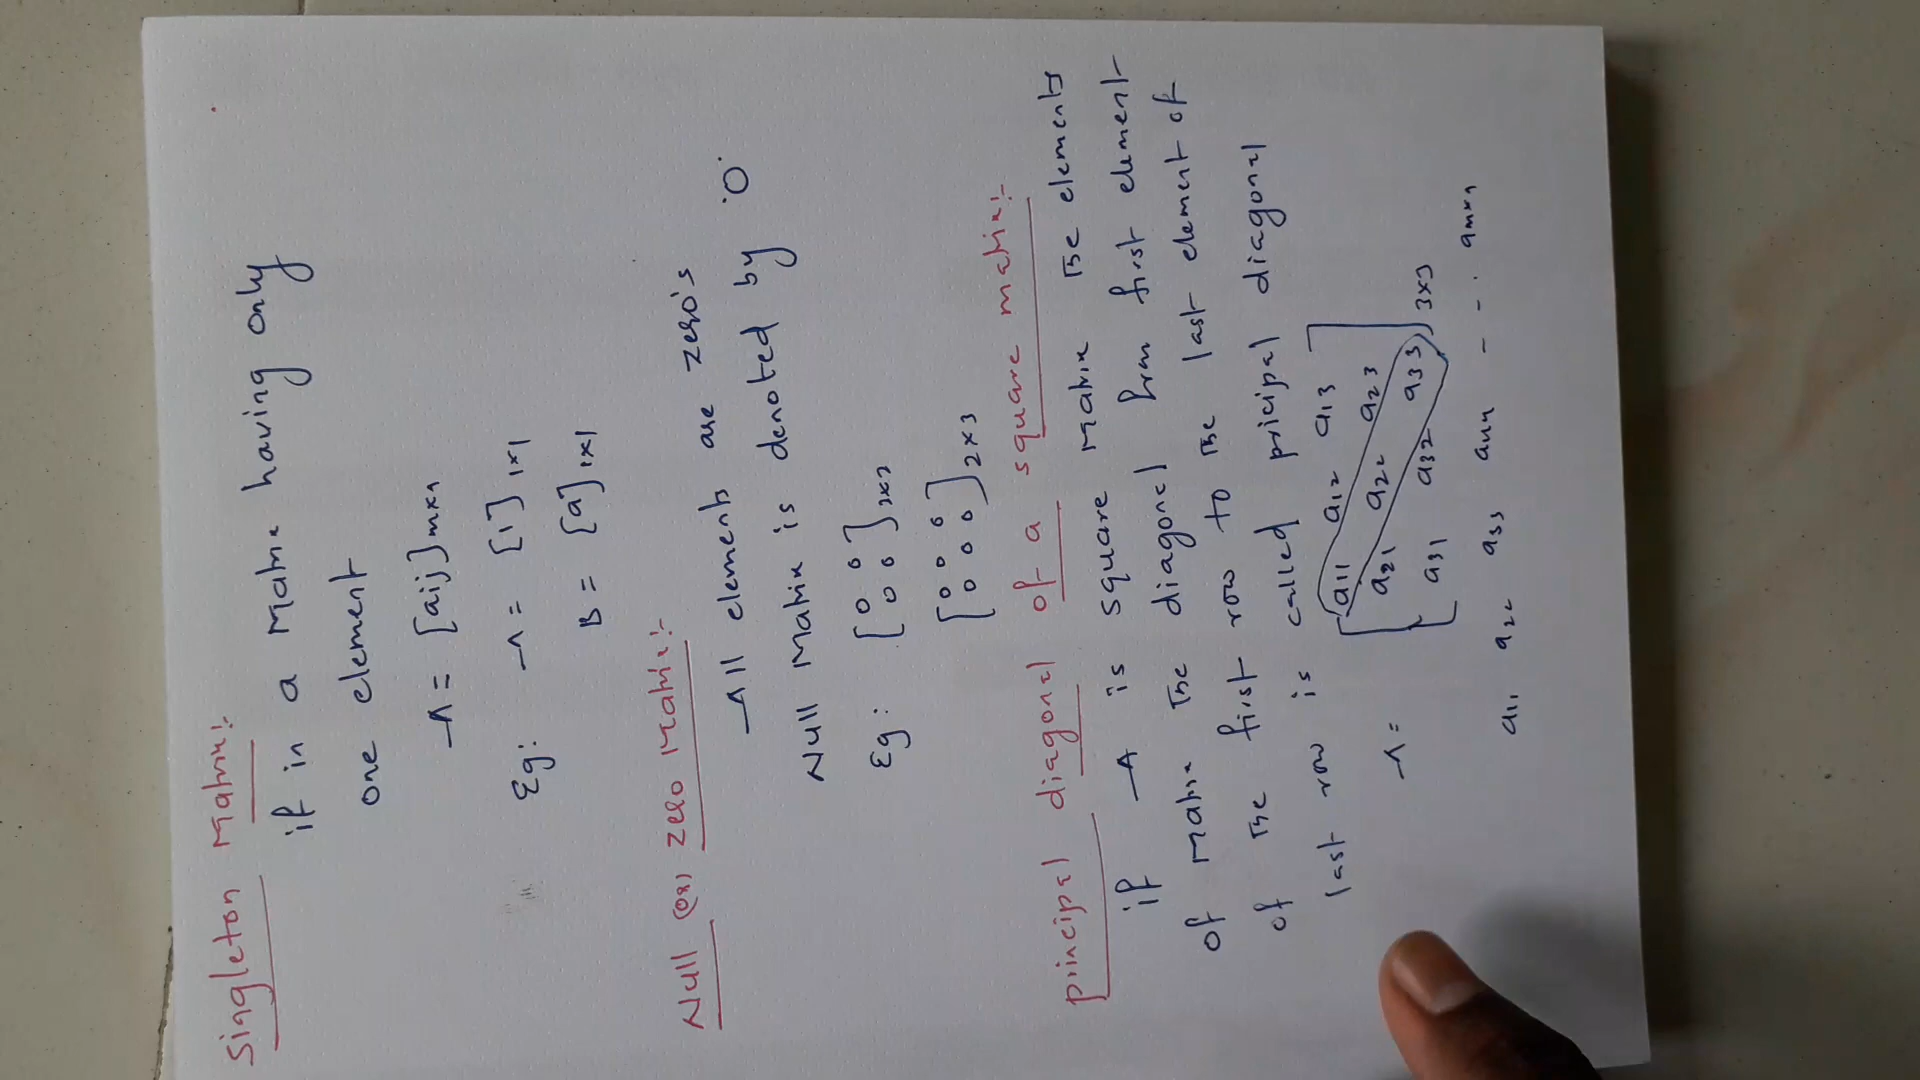 Singleton Matrix:-
if in a Matrix having only
one element
A = [aij]mxn
Eg: A = [1]1x1
B = [a]1x1
Null (or) zero Matrix:-
All elements are zero's
Null Matrix is denoted by 'O'
Eg: [0 0
0 0]2x2
[0 0 0
0 0 0]2x3
principal diagonal of a square matrix:-
if A is square Matrix the elements
of Matrix the diagonal from first element
of the first row to the last element of
last row is called pricipal diagonal
A = [a11 a12 a13
a21 a22 a23
a31 a32 a33]3x3
a11 a22 a33 ann - - . amxn